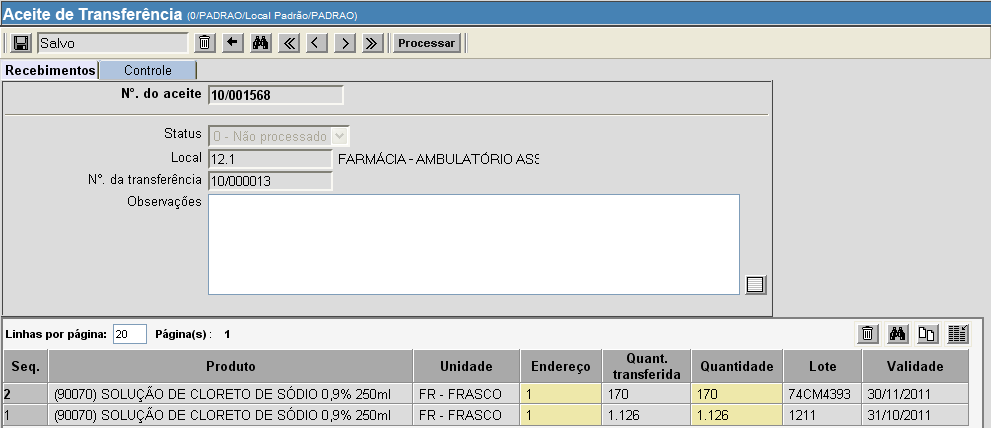 Aceite de Transferência (0/PADRAO/Local Padrão/PADRAO)
Salvo Processar
Recebimentos Controle
Nº. do aceite 10/001568
Status 0 - Não processado
Local 12.1 FARMÁCIA - AMBULATÓRIO ASS
Nº. da transferência 10/000013
Observações
Linhas por página: 20 Página(s) : 1
Seq. Produto Unidade Endereço Quant. transferida Quantidade Lote Validade
2 (90070) SOLUÇÃO DE CLORETO DE SÓDIO 0,9% 250ml FR - FRASCO 1 170 170 74CM4393 30/11/2011
1 (90070) SOLUÇÃO DE CLORETO DE SÓDIO 0,9% 250ml FR - FRASCO 1 1.126 1.126 1211 31/10/2011